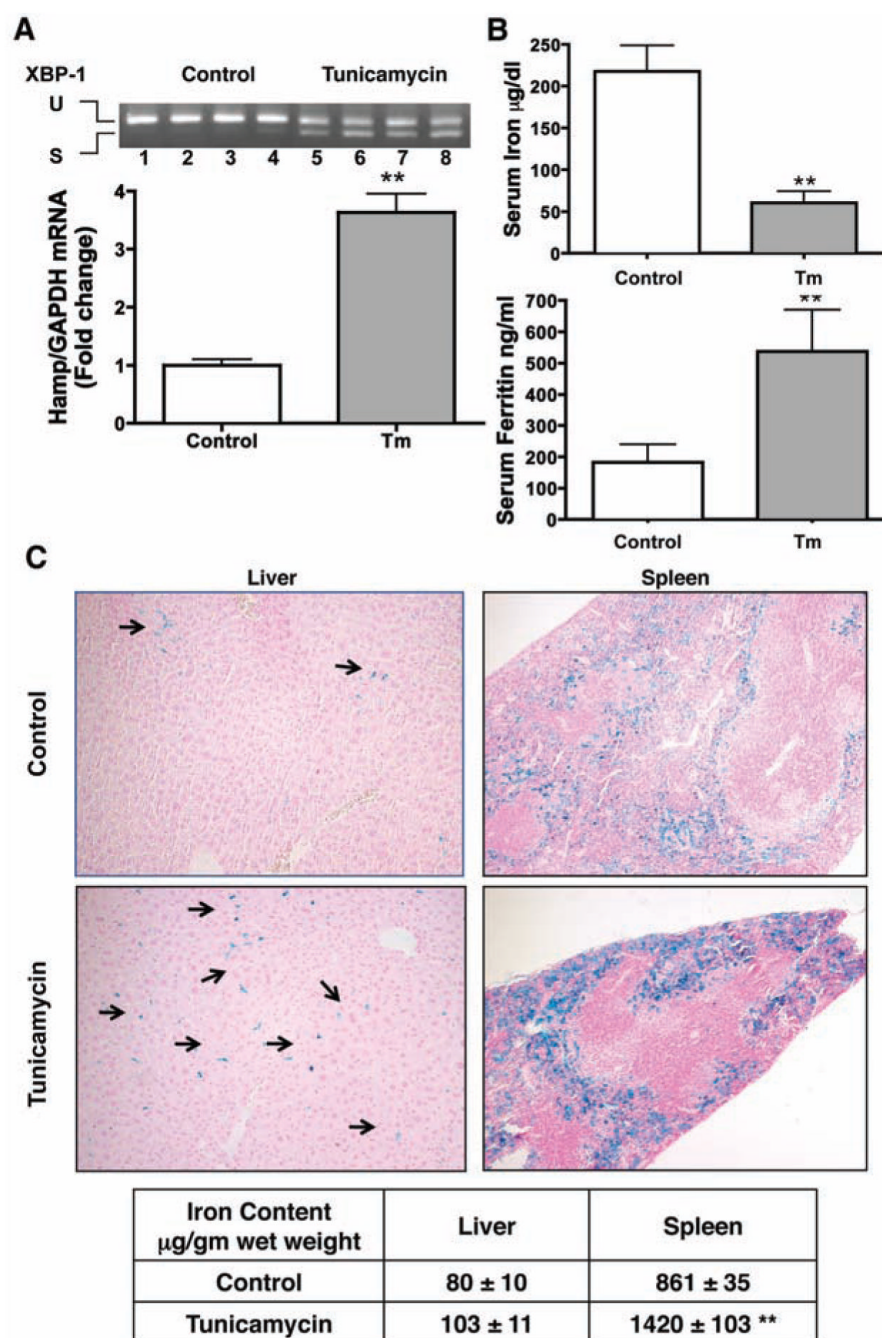 A
XBP-1 Control Tunicamycin
U
S
1 2 3 4 5 6 7 8
**
4
3
2
1
0
Hamp/GAPDH mRNA
(Fold change)
Control Tm
B
250
200
150
100
50
0
Serum Iron µg/dl
**
Control Tm
700
600
500
400
300
200
100
0
Serum Ferritin ng/ml
**
Control Tm
C
Liver Spleen
Control
Tunicamycin
Iron Content
µg/gm wet weight
Liver Spleen
Control 80 ± 10 861 ± 35
Tunicamycin 103 ± 11 1420 ± 103 **